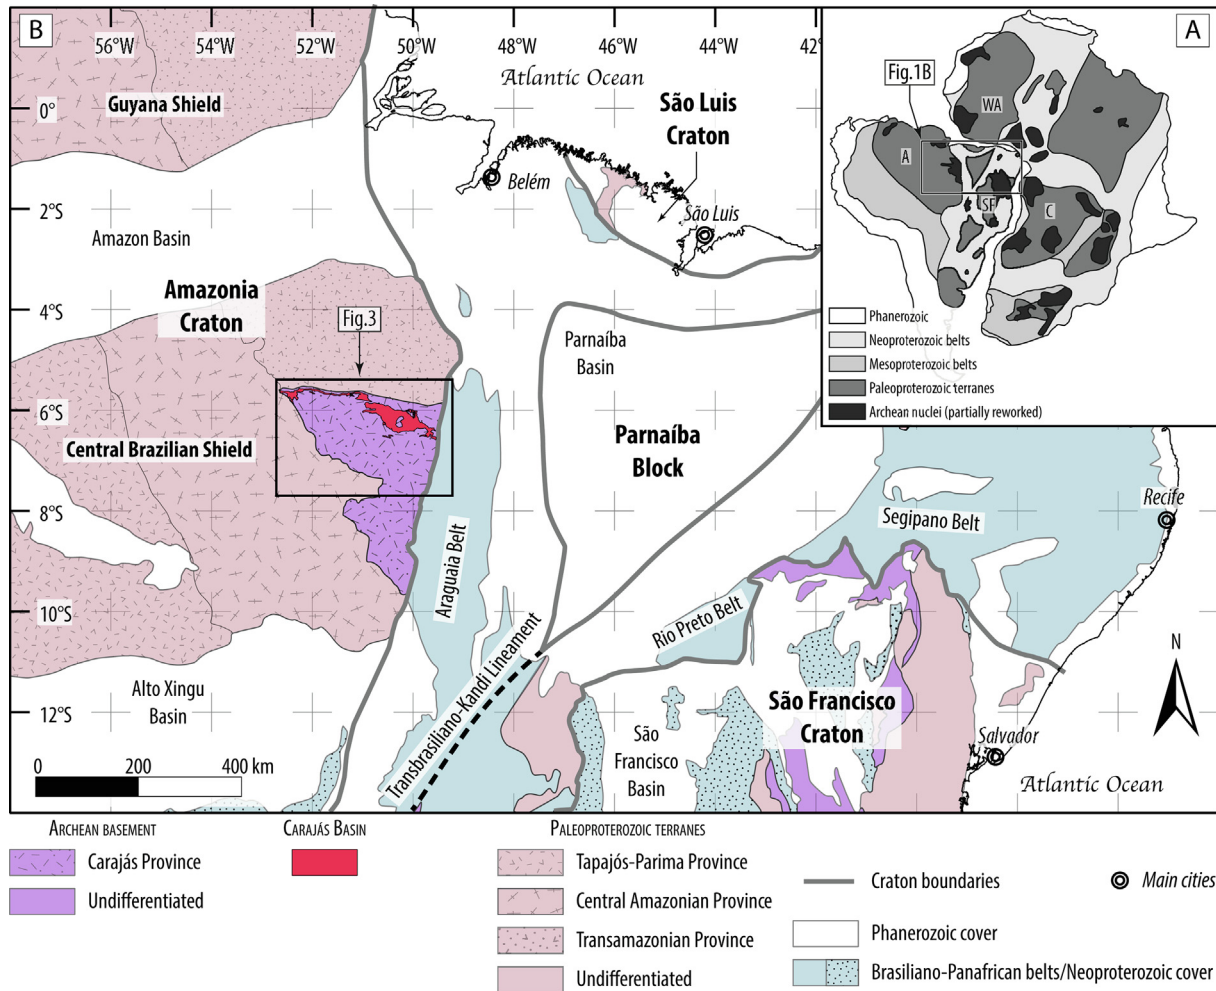 B
56°W
54°W
52°W
50°W
48°W
46°W
44°W
42°
0°
2°S
4°S
6°S
8°S
10°S
12°S
Atlantic Ocean
Guyana Shield
São Luis
Craton
Belém
São Luis
Amazon Basin
Amazonia
Craton
Fig.3
Parnaíba
Basin
Central Brazilian Shield
Parnaíba
Block
Araguaia Belt
Segipano Belt
Recife
Río Preto Belt
Transbrasiliano-Kandi Lineament
Alto Xingu
Basin
São
Francisco
Basin
São Francisco
Craton
Salvador
Atlantic Ocean
N
0 200 400 km
A
Fig.1B
WA
A
SF
C
Phanerozoic
Neoproterozoic belts
Mesoproterozoic belts
Paleoproterozoic terranes
Archean nuclei (partially reworked)
ARCHEAN BASEMENT
Carajás Province
Undifferentiated
CARAJÁS BASIN
PALEOPROTEROZOIC TERRANES
Tapajós-Parima Province
Central Amazonian Province
Transamazonian Province
Undifferentiated
Craton boundaries
Main cities
Phanerozoic cover
Brasiliano-Panafrican belts/Neoproterozoic cover